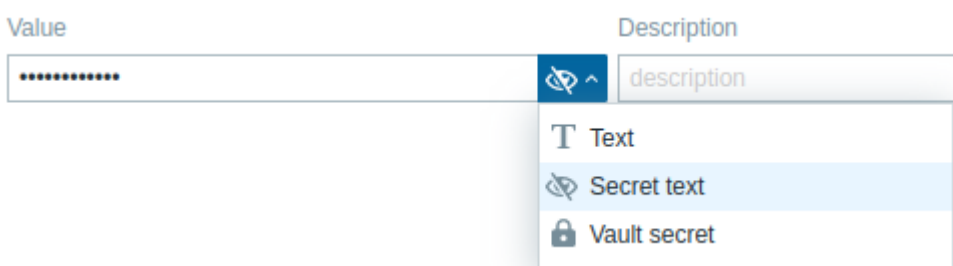 Value
Description
••••••••••••
description
Text
Secret text
Vault secret